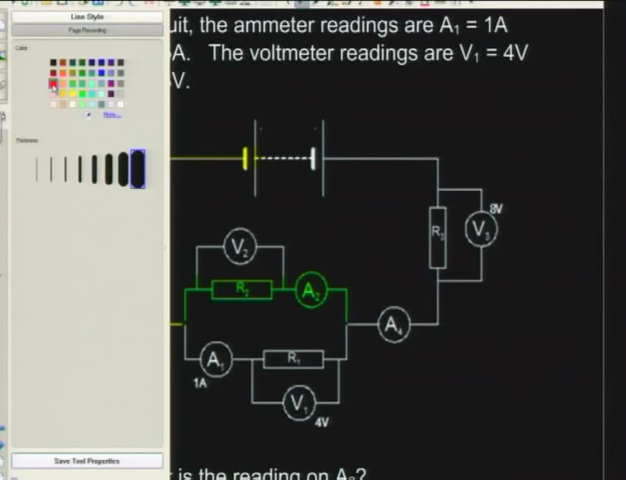 Line Style
Page Recording
Color
More...
Thickness
Save Tool Properties
uit, the ammeter readings are A₁ = 1A
A. The voltmeter readings are V₁ = 4V
V.
8V
R₃
V₃
V₂
R₂
A₂
A₄
A₁
R₁
1A
V₁
4V
is the reading on A₂?